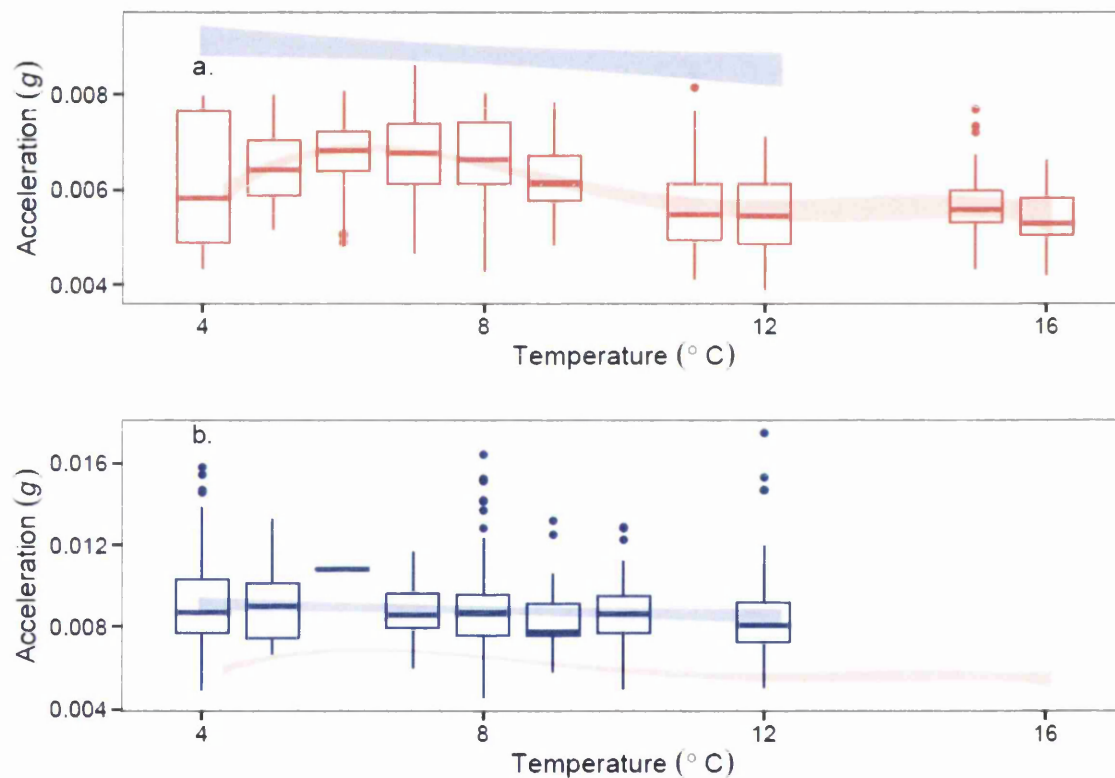 a.
Acceleration (g)
0.008
0.006
0.004
4 8 12 16
Temperature (° C)
b.
Acceleration (g)
0.016
0.012
0.008
0.004
4 8 12 16
Temperature (° C)